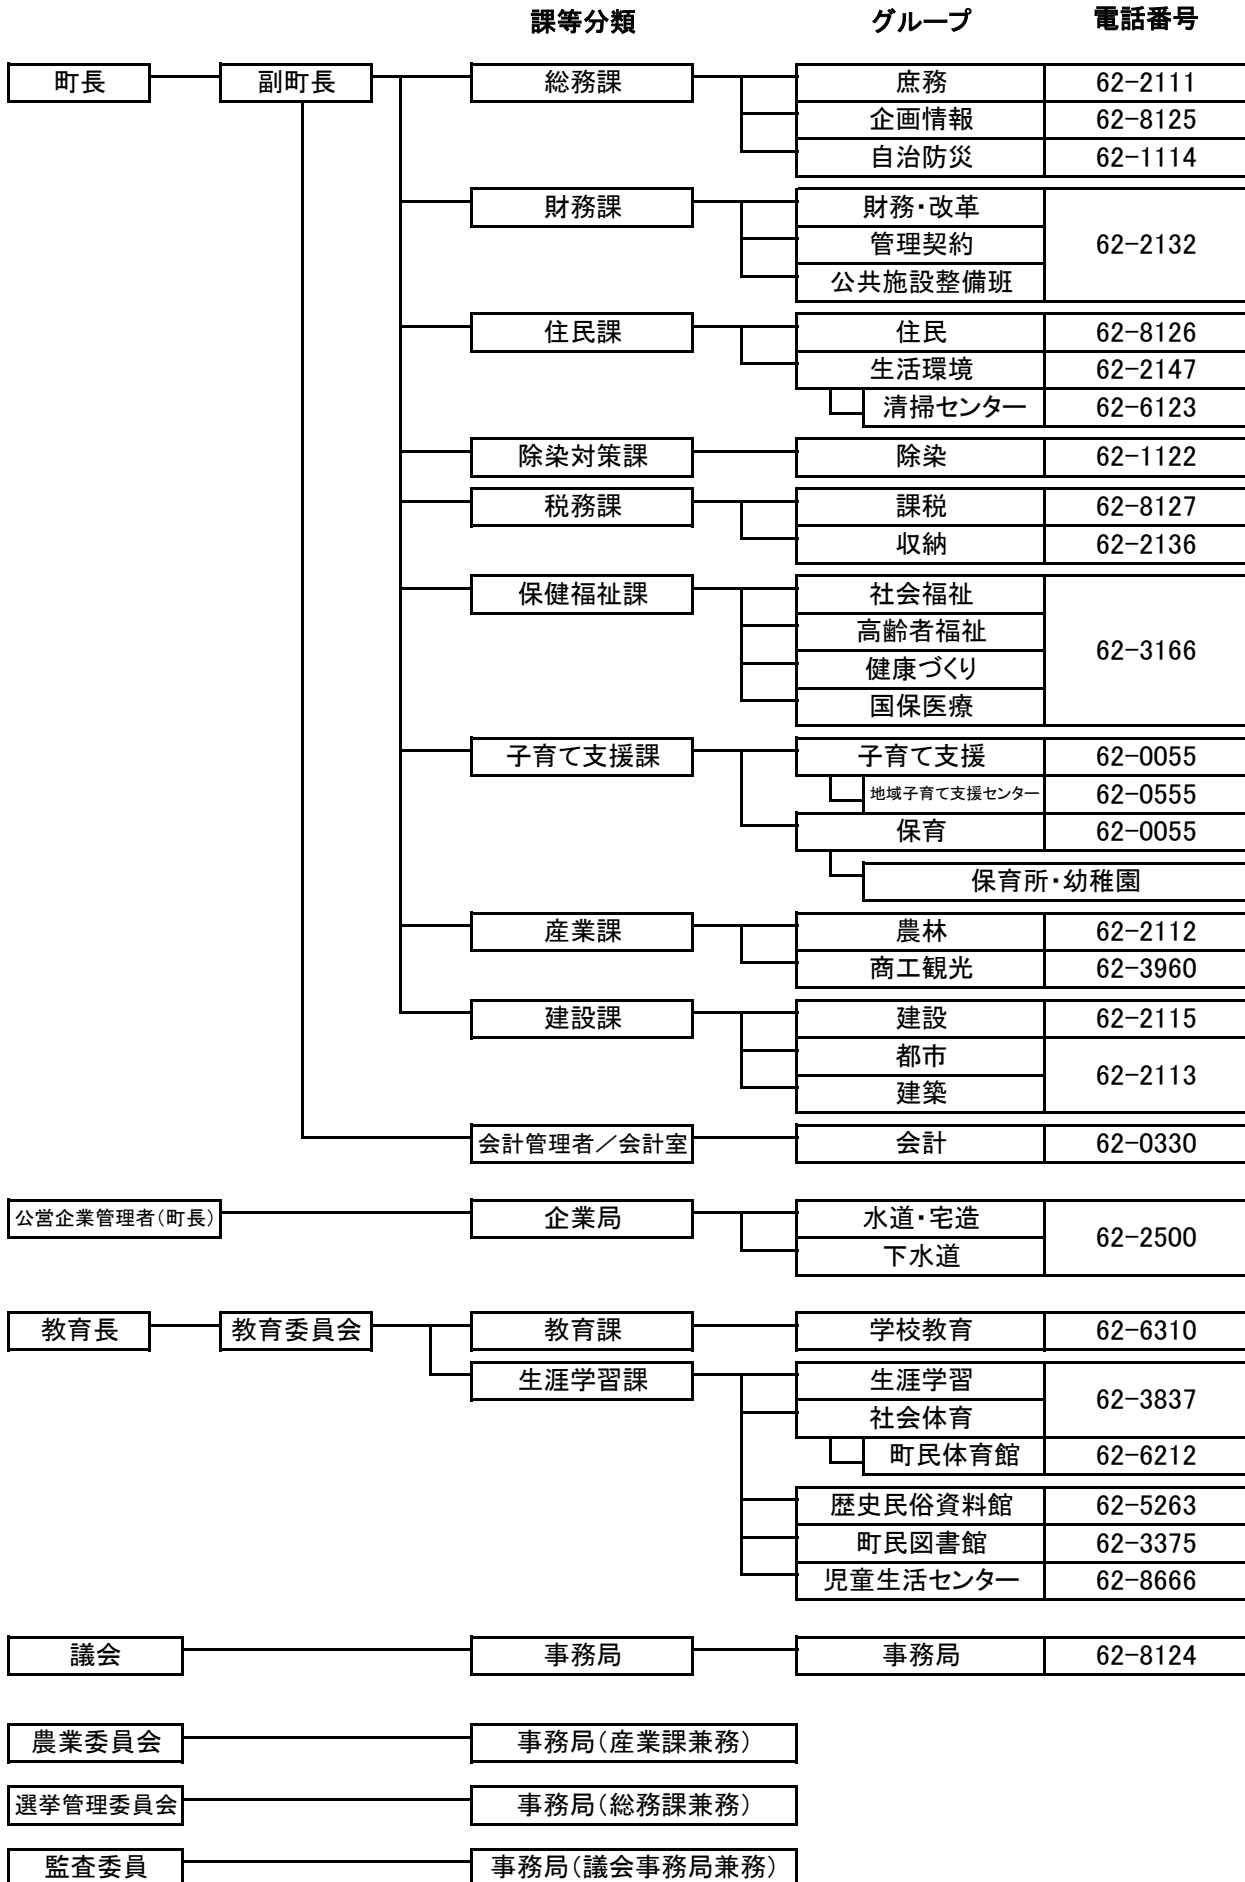 課等分類 グループ 電話番号
町長 副町長 総務課 庶務 62-2111
企画情報 62-8125
自治防災 62-1114
財務課 財務・改革
管理契約 62-2132
公共施設整備班
住民課 住民 62-8126
生活環境 62-2147
清掃センター 62-6123
除染対策課 除染 62-1122
税務課 課税 62-8127
収納 62-2136
保健福祉課 社会福祉
高齢者福祉
62-3166
健康づくり
国保医療
子育て支援課 子育て支援 62-0055
地域子育て支援センター 62-0555
保育 62-0055
保育所・幼稚園
産業課 農林 62-2112
商工観光 62-3960
建設課 建設 62-2115
都市
62-2113
建築
会計管理者／会計室 会計 62-0330
公営企業管理者(町長) 企業局 水道・宅造
62-2500
下水道
教育長 教育委員会 教育課 学校教育 62-6310
生涯学習課 生涯学習
62-3837
社会体育
町民体育館 62-6212
歴史民俗資料館 62-5263
町民図書館 62-3375
児童生活センター 62-8666
議会 事務局 事務局 62-8124
農業委員会 事務局(産業課兼務)
選挙管理委員会 事務局(総務課兼務)
監査委員 事務局(議会事務局兼務)